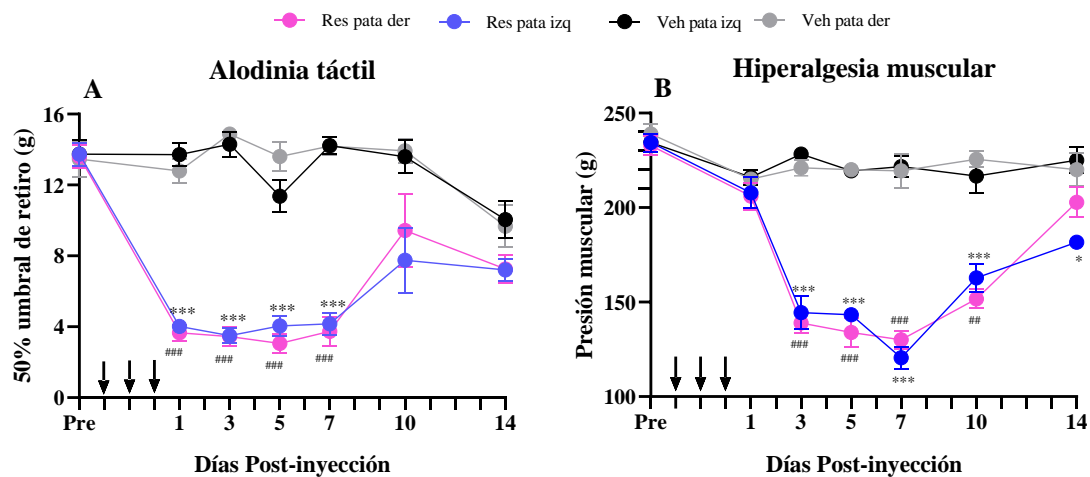 Res pata der Res pata izq Veh pata izq Veh pata der
Alodinia táctil
A
50% umbral de retiro (g)
16
12
8
4
0
*** *** *** ***
### ### ### ###
Pre 1 3 5 7 10 14
Días Post-inyección
Hiperalgesia muscular
B
Presión muscular (g)
250
200
150
100
*** *** ### *** *
### ### *** ##
Pre 1 3 5 7 10 14
Días Post-inyección